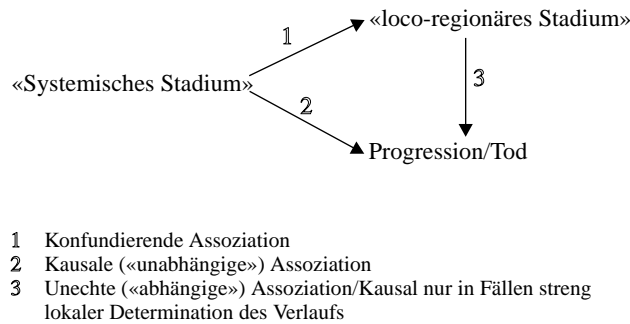 «loco-regionäres Stadium»
1
«Systemisches Stadium»
3
2
Progression/Tod
1 Konfundierende Assoziation
2 Kausale («unabhängige») Assoziation
3 Unechte («abhängige») Assoziation/Kausal nur in Fällen streng
lokaler Determination des Verlaufs